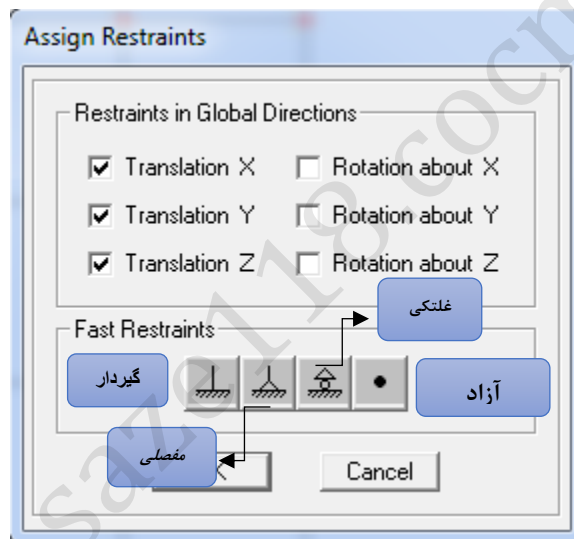 Assign Restraints
Restraints in Global Directions
Translation X
Rotation about X
Translation Y
Rotation about Y
Translation Z
Rotation about Z
غلتکی
Fast Restraints
گیردار
آزاد
مفصلی
Cancel
saze118.cocm